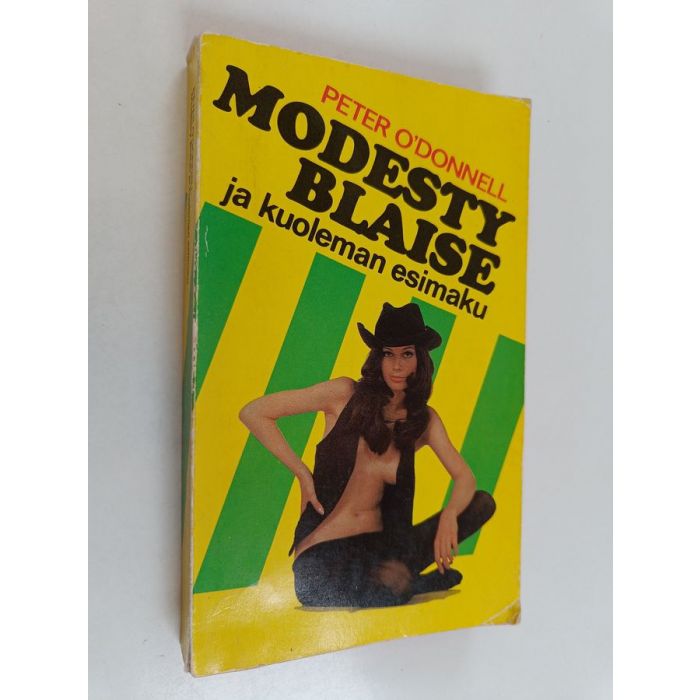 PETER O'DONNELL
MODESTY
BLAISE
ja kuoleman esimaku